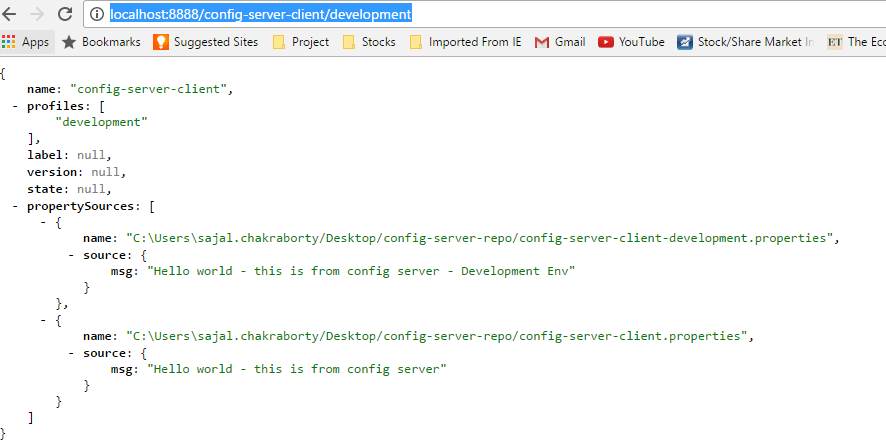 localhost:8888/config-server-client/development
Apps Bookmarks Suggested Sites Project Stocks Imported From IE Gmail YouTube Stock/Share Market In ET The Eco
{
name: "config-server-client",
- profiles: [
"development"
],
label: null,
version: null,
state: null,
- propertySources: [
- {
name: "C:\Users\sajal.chakraborty/Desktop/config-server-repo/config-server-client-development.properties",
- source: {
msg: "Hello world - this is from config server - Development Env"
}
},
- {
name: "C:\Users\sajal.chakraborty/Desktop/config-server-repo/config-server-client.properties",
- source: {
msg: "Hello world - this is from config server"
}
}
]
}